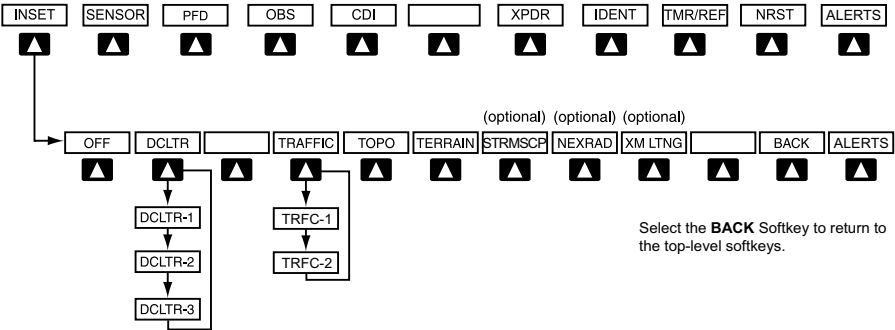 INSET SENSOR PFD OBS CDI XPDR IDENT TMR/REF NRST ALERTS
(optional) (optional) (optional)
OFF DCLTR TRAFFIC TOPO TERRAIN STRMSCP NEXRAD XM LTNG BACK ALERTS
DCLTR-1 TRFC-1
DCLTR-2 TRFC-2
DCLTR-3
Select the BACK Softkey to return to
the top-level softkeys.